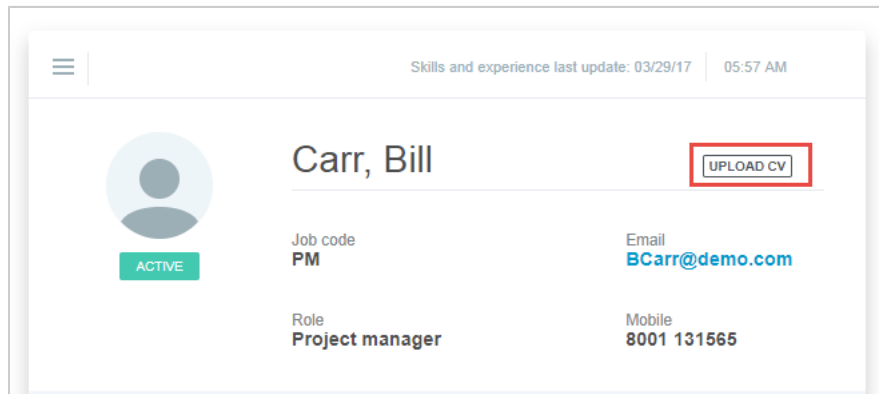 Skills and experience last update: 03/29/17 05:57 AM
Carr, Bill
UPLOAD CV
ACTIVE
Job code
PM
Email
BCarr@demo.com
Role
Project manager
Mobile
8001 131565